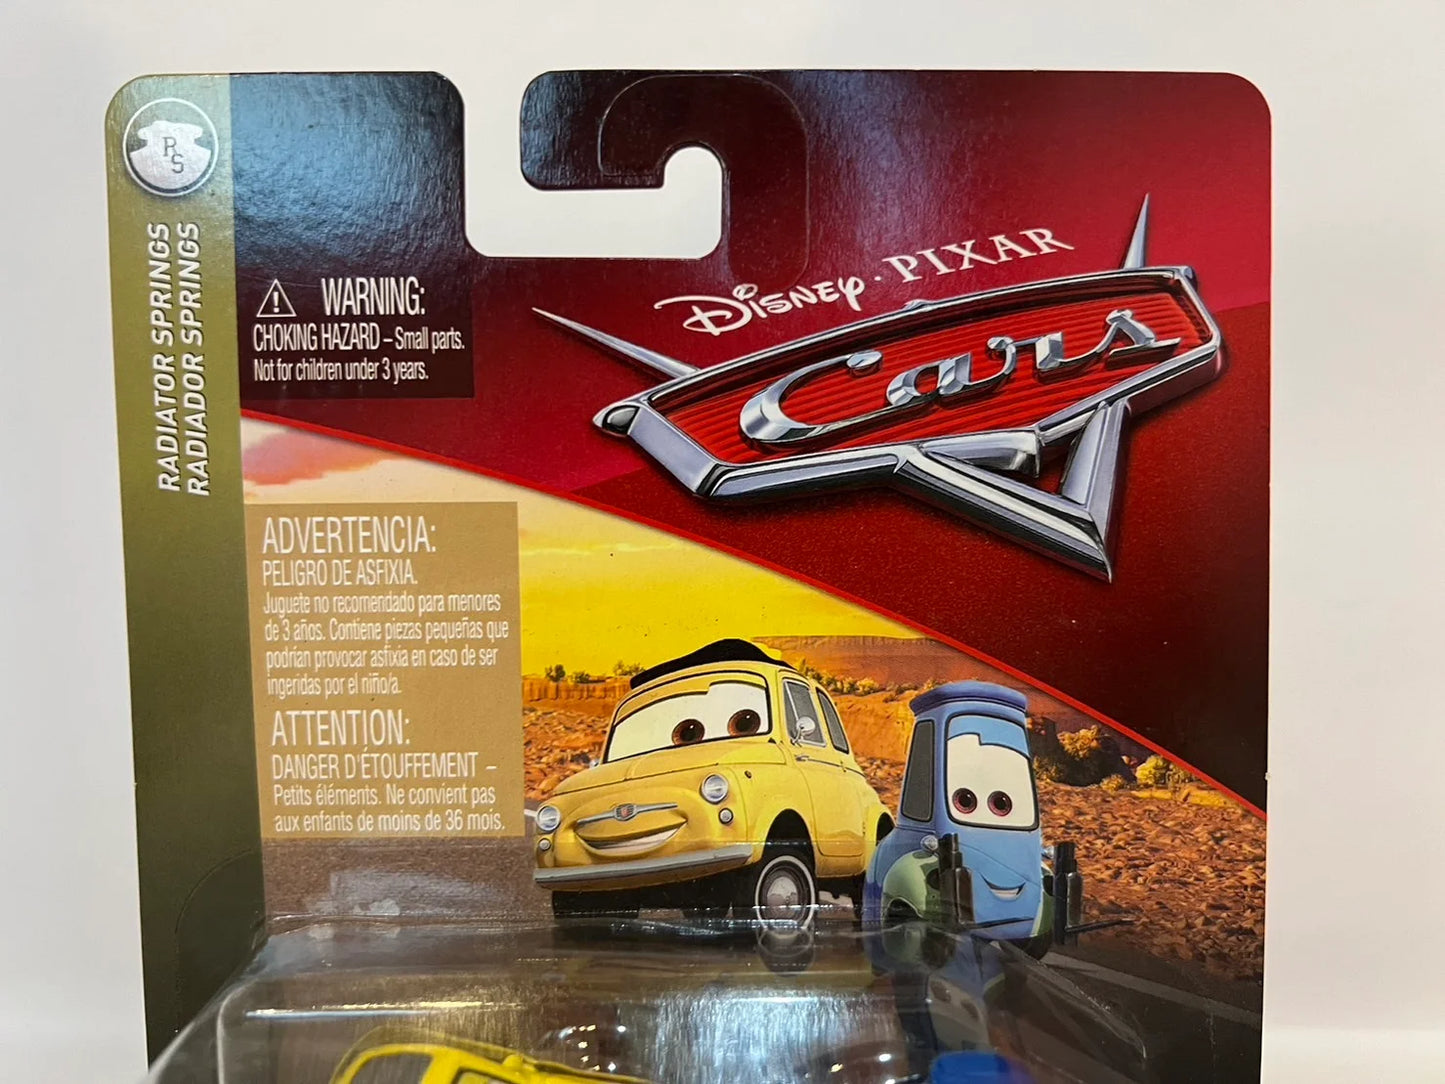 RS
RADIATOR SPRINGS
RADIADOR SPRINGS
WARNING:
CHOKING HAZARD – Small parts.
Not for children under 3 years.
DISNEY · PIXAR
Cars
ADVERTENCIA:
PELIGRO DE ASFIXIA.
Juguete no recomendado para menores
de 3 años. Contiene piezas pequeñas que
podrían provocar asfixia en caso de ser
ingeridas por el niño/a.
ATTENTION:
DANGER D'ÉTOUFFEMENT –
Petits éléments. Ne convient pas
aux enfants de moins de 36 mois.